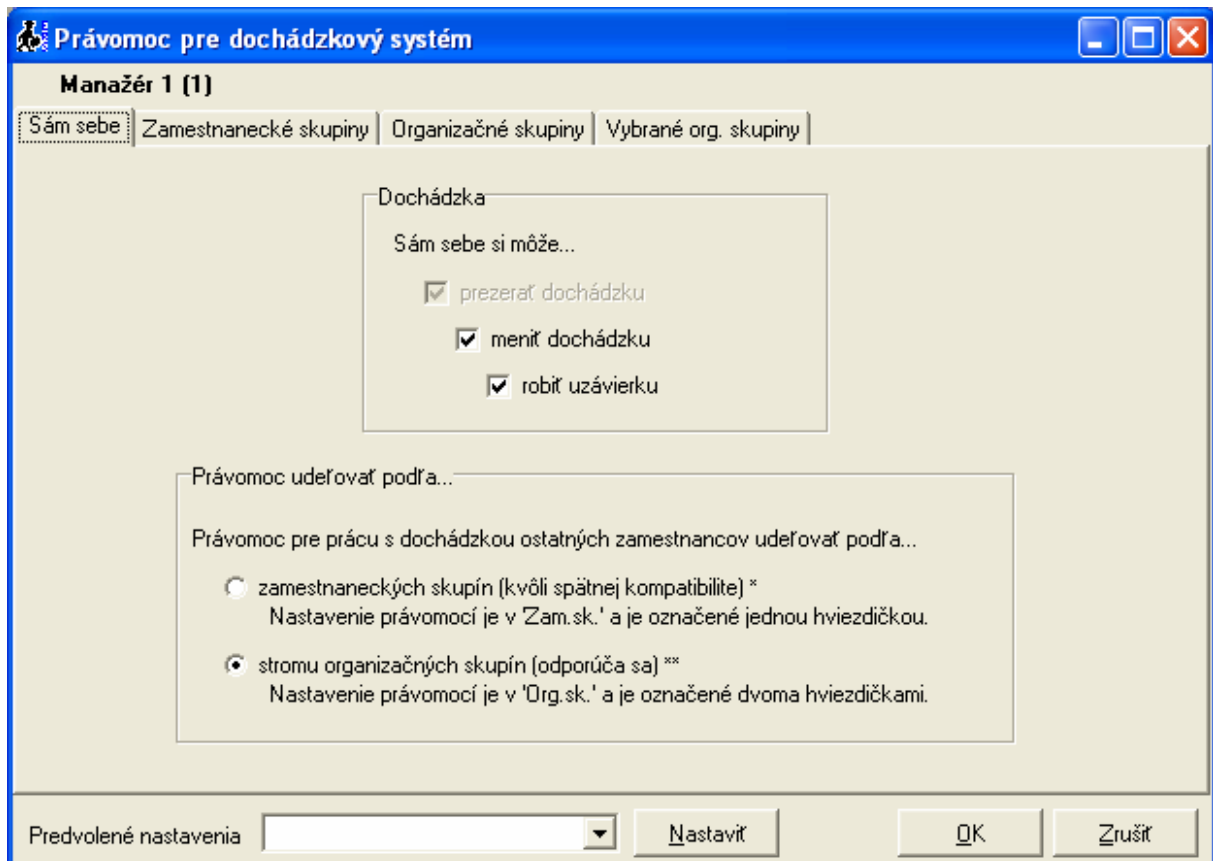 Právomoc pre dochádzkový systém
Manažér 1 (1)
Sám sebe Zamestnanecké skupiny Organizačné skupiny Vybrané org. skupiny
Dochádzka
Sám sebe si môže...
prezerať dochádzku
meniť dochádzku
robiť uzávierku
Právomoc udeľovať podľa...
Právomoc pre prácu s dochádzkou ostatných zamestnancov udeľovať podľa...
zamestnaneckých skupín (kvôli spätnej kompatibilite) *
Nastavenie právomocí je v 'Zam.sk.' a je označené jednou hviezdičkou.
stromu organizačných skupín (odporúča sa) **
Nastavenie právomocí je v 'Org.sk.' a je označené dvoma hviezdičkami.
Predvolené nastavenia Nastaviť OK Zrušiť